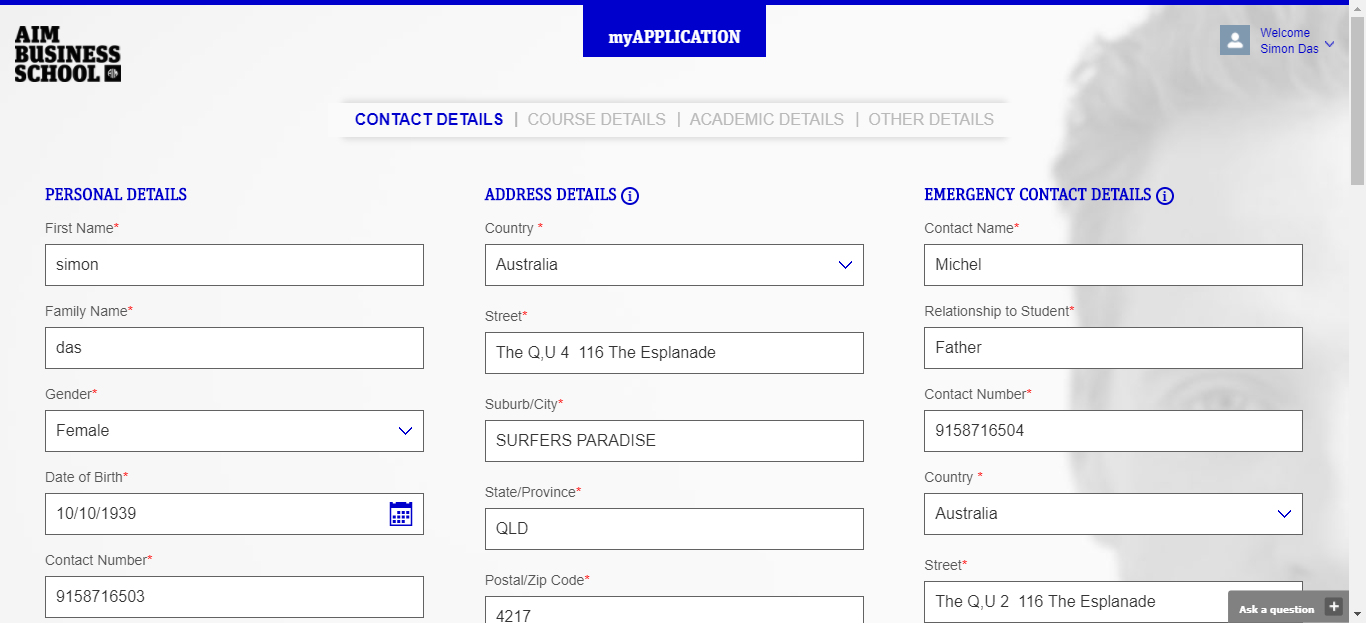 AIM
BUSINESS
SCHOOL
myAPPLICATION
Welcome
Simon Das
CONTACT DETAILS | COURSE DETAILS | ACADEMIC DETAILS | OTHER DETAILS
PERSONAL DETAILS
First Name*
simon
Family Name*
das
Gender*
Female
Date of Birth*
10/10/1939
Contact Number*
9158716503
ADDRESS DETAILS
Country *
Australia
Street*
The Q,U 4  116 The Esplanade
Suburb/City*
SURFERS PARADISE
State/Province*
QLD
Postal/Zip Code*
4217
EMERGENCY CONTACT DETAILS
Contact Name*
Michel
Relationship to Student*
Father
Contact Number*
9158716504
Country *
Australia
Street*
The Q,U 2  116 The Esplanade
Ask a question